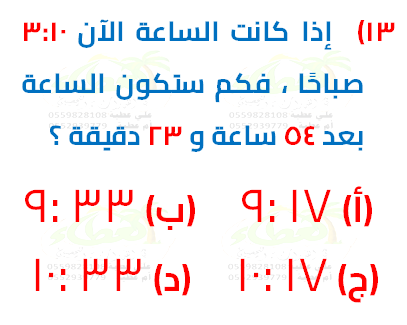 ١٣) إذا كانت الساعة الآن ٣:١٠
صباحًا ، فكم ستكون الساعة
بعد ٥٤ ساعة و ٢٣ دقيقة ؟
(أ) ٩: ١٧ (ب) ٩: ٣٣
(ج) ١٠: ١٧ (د) ١٠: ٣٣